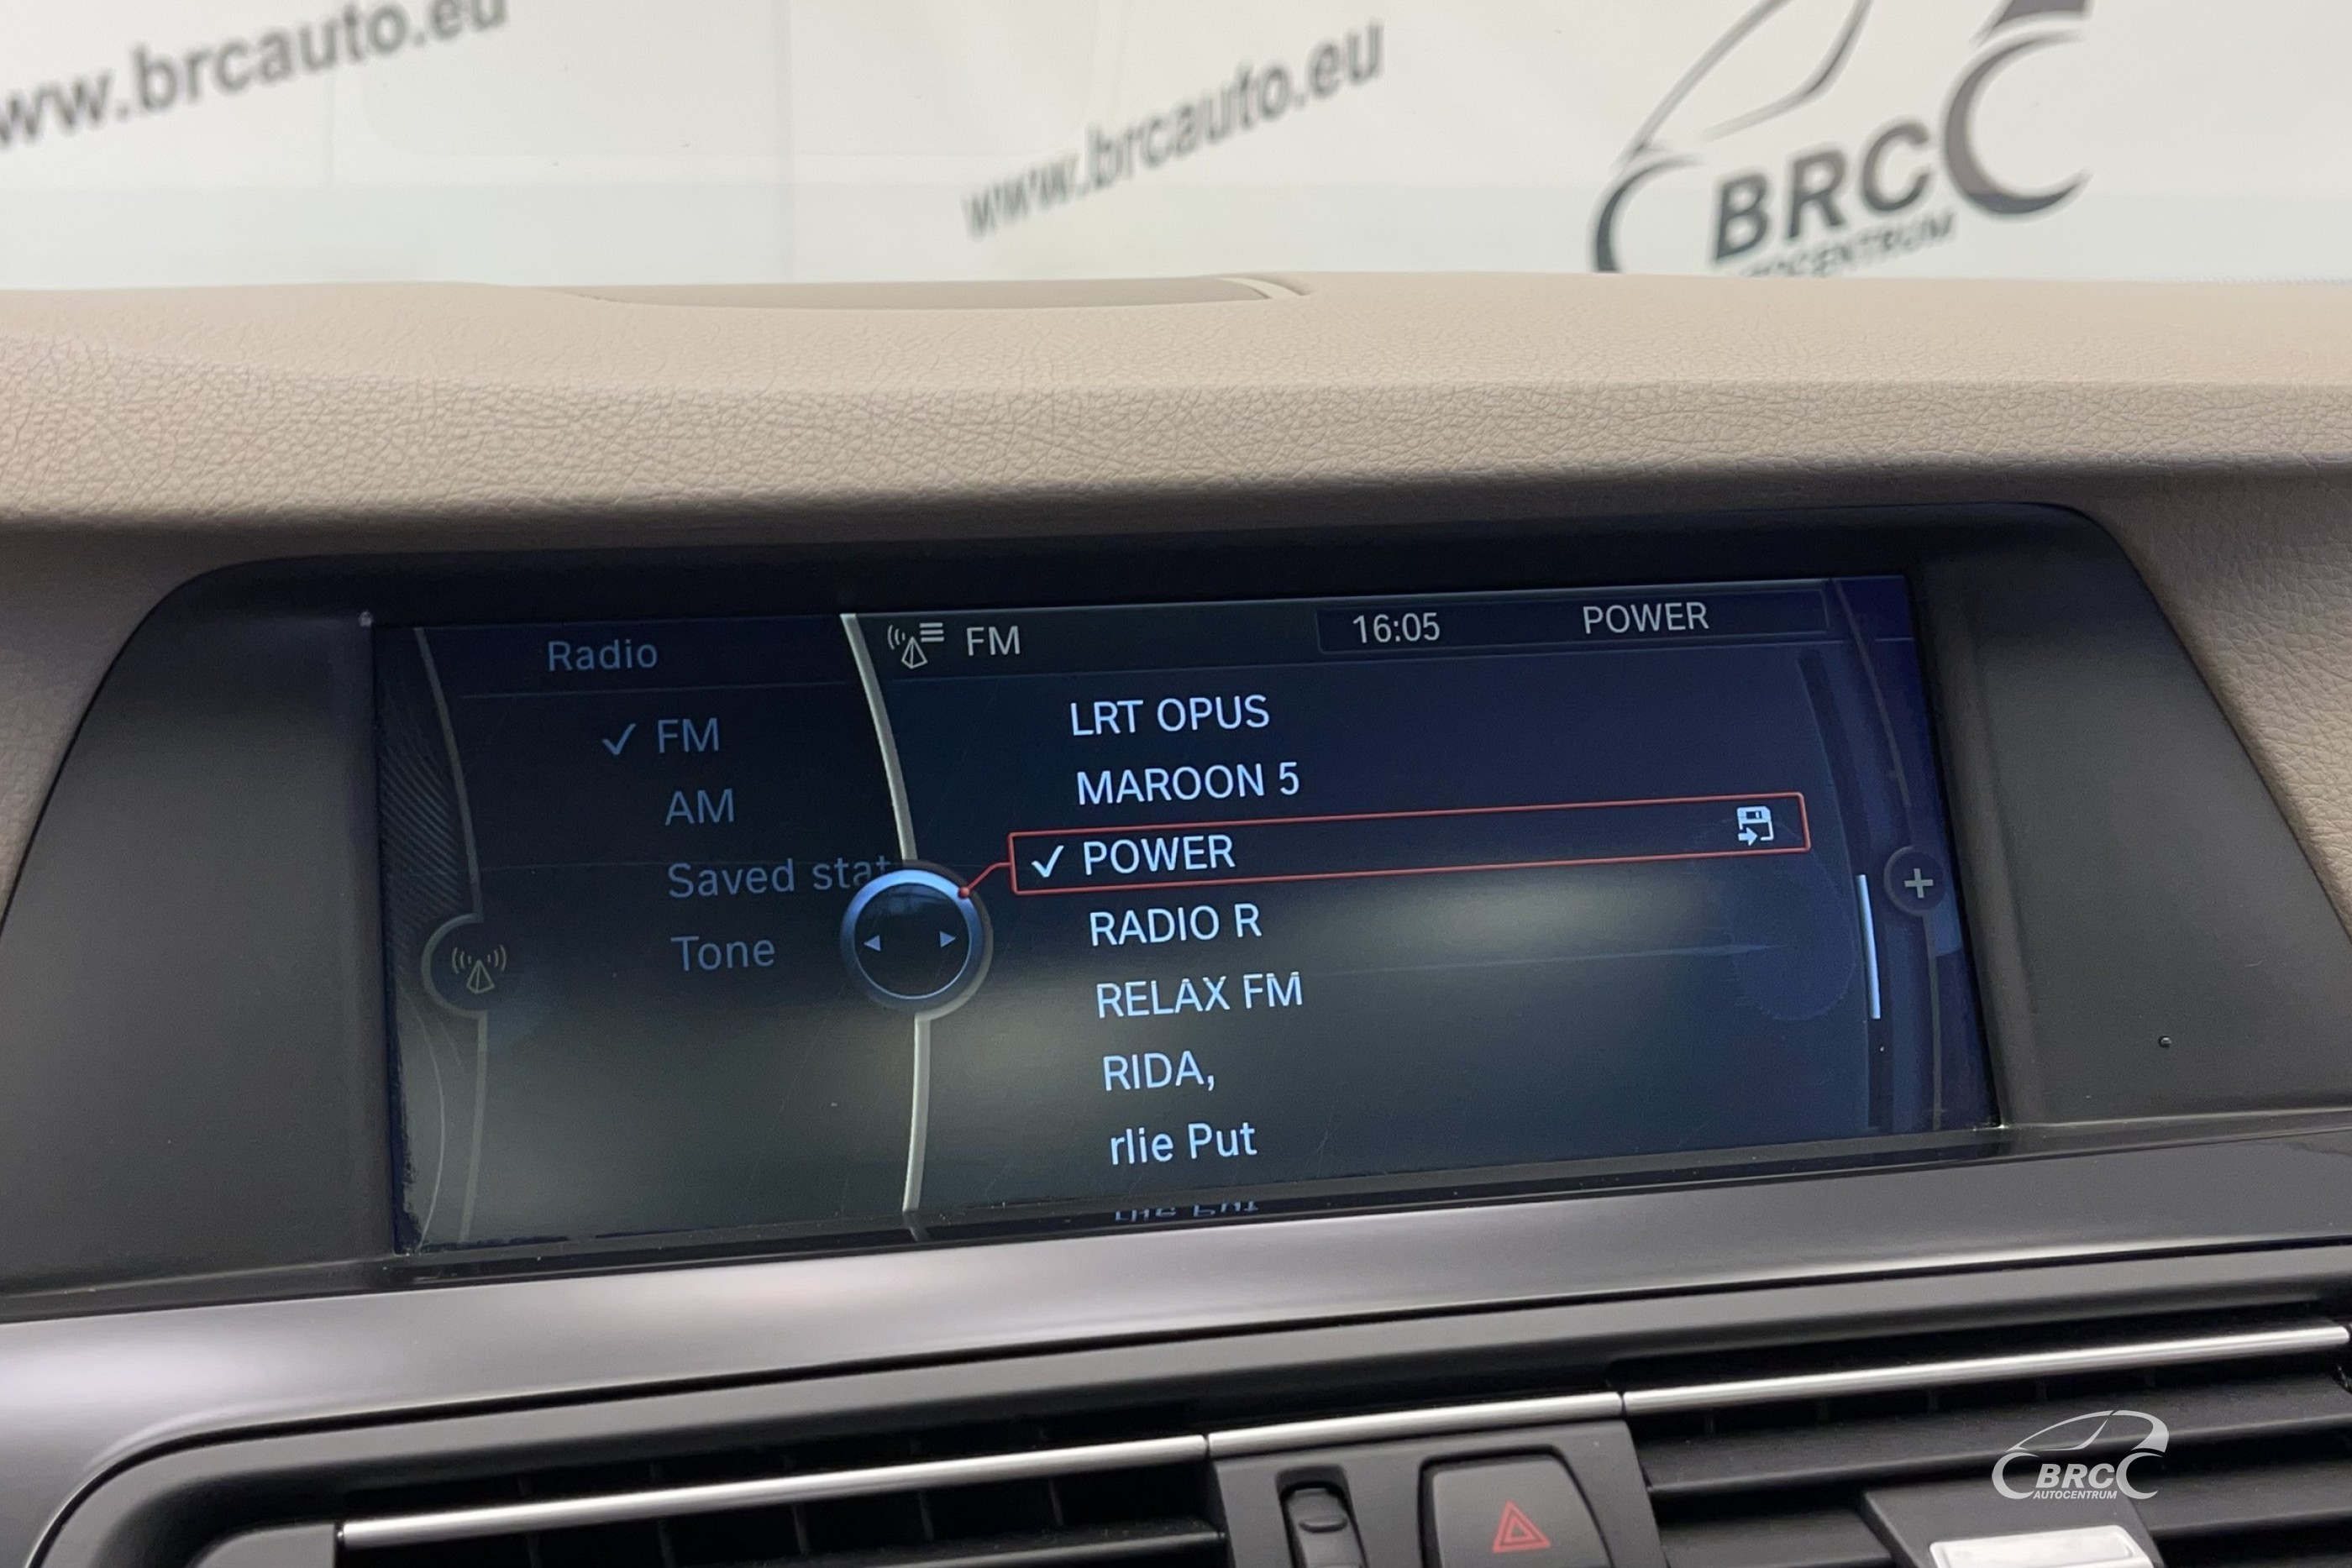 www.brcauto.eu
www.brcauto.eu
BRC
AUTOCENTRUM
Radio
FM
16:05 POWER
✓ FM
AM
Saved stat
Tone
LRT OPUS
MAROON 5
✓ POWER
RADIO R
RELAX FM
RIDA,
rlie Put
BRC
AUTOCENTRUM